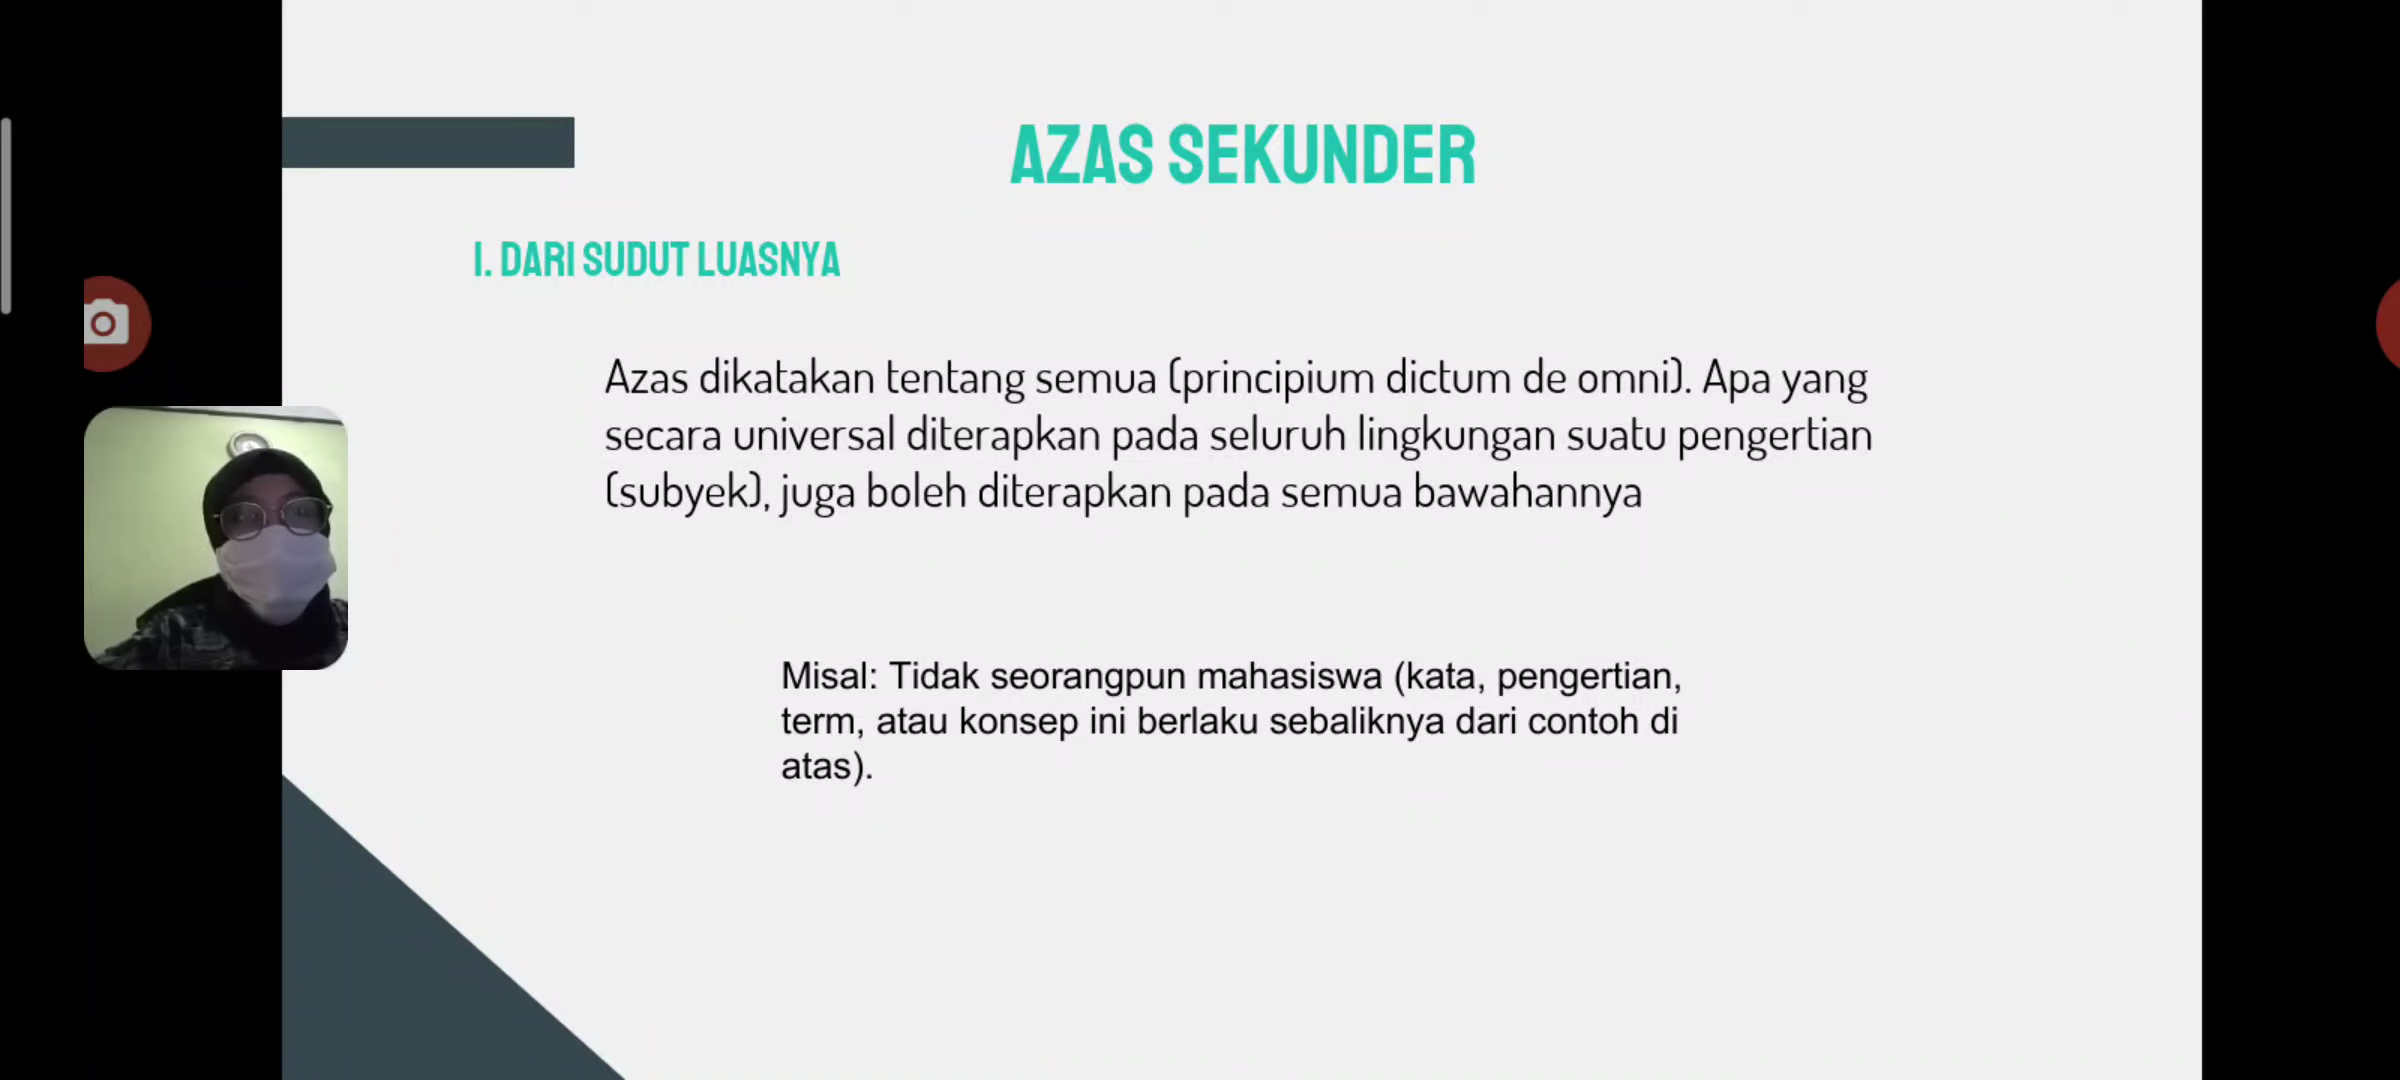 AZAS SEKUNDER
I. DARI SUDUT LUASNYA
Azas dikatakan tentang semua (principium dictum de omni). Apa yang
secara universal diterapkan pada seluruh lingkungan suatu pengertian
(subyek), juga boleh diterapkan pada semua bawahannya
Misal: Tidak seorangpun mahasiswa (kata, pengertian,
term, atau konsep ini berlaku sebaliknya dari contoh di
atas).